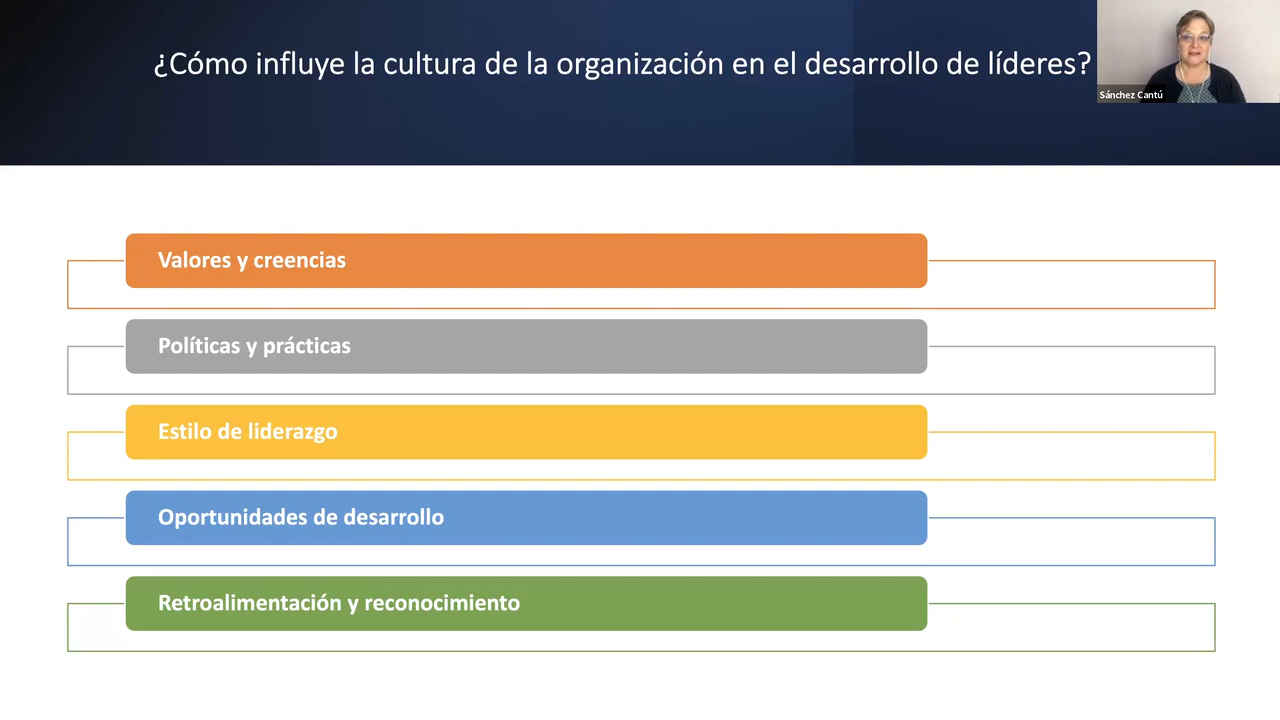 ¿Cómo influye la cultura de la organización en el desarrollo de líderes?
Sánchez Cantú
Valores y creencias
Políticas y prácticas
Estilo de liderazgo
Oportunidades de desarrollo
Retroalimentación y reconocimiento